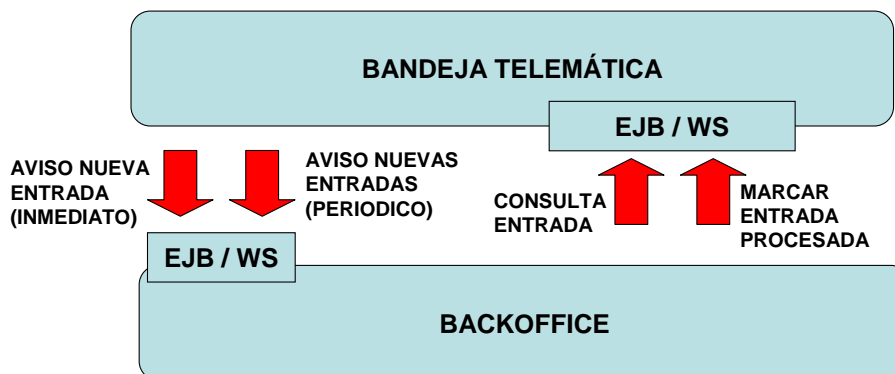 BANDEJA TELEMÁTICA
EJB / WS
AVISO NUEVA
ENTRADA
(INMEDIATO)
AVISO NUEVAS
ENTRADAS
(PERIODICO)
CONSULTA
ENTRADA
MARCAR
ENTRADA
PROCESADA
EJB / WS
BACKOFFICE